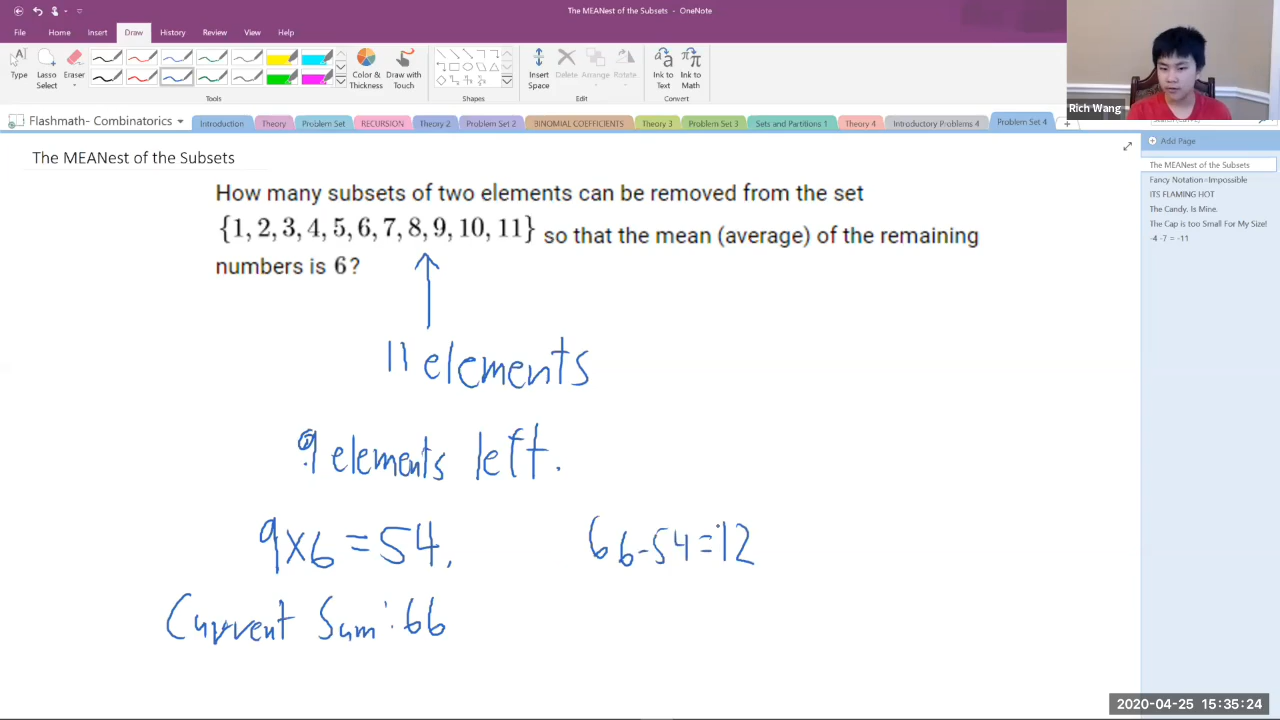 The MEANest of the Subsets - OneNote
File Home Insert Draw History Review View Help
Type
Lasso Select
Eraser
Color & Thickness
Draw with Touch
Insert Space
Delete
Arrange
Rotate
Ink to Text
Ink to Math
Tools
Shapes
Edit
Convert
Rich Wang
Flashmath- Combinatorics
Introduction Theory Problem Set RECURSION Theory 2 Problem Set 2 BINOMIAL COEFFICIENTS Theory 3 Problem Set 3 Sets and Partitions 1 Theory 4 Introductory Problems 4 Problem Set 4
Add Page
The MEANest of the Subsets
Fancy Notation=Impossible
ITS FLAMING HOT
The Candy. Is Mine.
The Cap is too Small For My Size!
-4 -7 = -11
The MEANest of the Subsets
How many subsets of two elements can be removed from the set
{1, 2, 3, 4, 5, 6, 7, 8, 9, 10, 11} so that the mean (average) of the remaining
numbers is 6?
11 elements
9 elements left.
9x6=54, 66-54=12
Current Sum: 66
2020-04-25 15:35:24